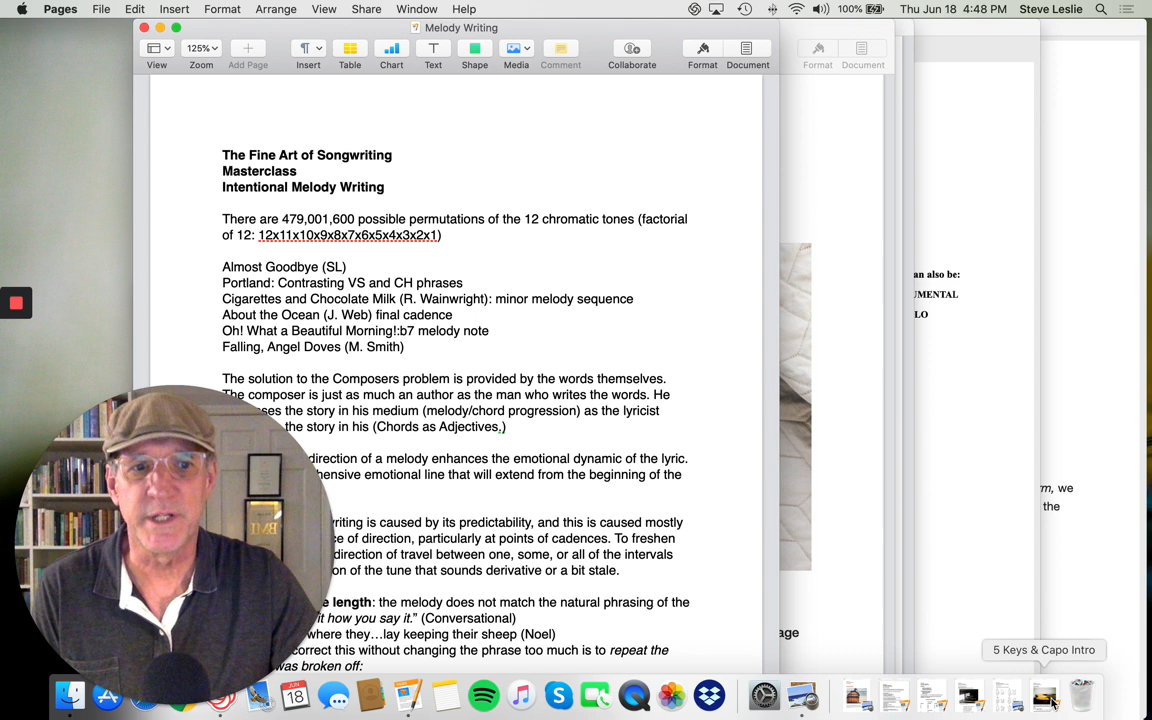 Pages File Edit Insert Format Arrange View Share Window Help 100% Thu Jun 18 4:48 PM Steve Leslie
Melody Writing
125%
View Zoom Add Page Insert Table Chart Text Shape Media Comment Collaborate Format Document Format Document
The Fine Art of Songwriting
Masterclass
Intentional Melody Writing
There are 479,001,600 possible permutations of the 12 chromatic tones (factorial
of 12: 12x11x10x9x8x7x6x5x4x3x2x1)
Almost Goodbye (SL)
Portland: Contrasting VS and CH phrases
Cigarettes and Chocolate Milk (R. Wainwright): minor melody sequence
About the Ocean (J. Web) final cadence
Oh! What a Beautiful Morning!:b7 melody note
Falling, Angel Doves (M. Smith)
an also be:
UMENTAL
LO
The solution to the Composers problem is provided by the words themselves.
The composer is just as much an author as the man who writes the words. He
the story in his medium (melody/chord progression) as the lyricist
the story in his (Chords as Adjectives.)
direction of a melody enhances the emotional dynamic of the lyric.
hensive emotional line that will extend from the beginning of the
rm, we
the
riting is caused by its predictability, and this is caused mostly
ce of direction, particularly at points of cadences. To freshen
direction of travel between one, some, or all of the intervals
on of the tune that sounds derivative or a bit stale.
e length: the melody does not match the natural phrasing of the
it how you say it.” (Conversational)
where they…lay keeping their sheep (Noel)
correct this without changing the phrase too much is to repeat the
was broken off:
age
5 Keys & Capo Intro
BMI
JUN
18